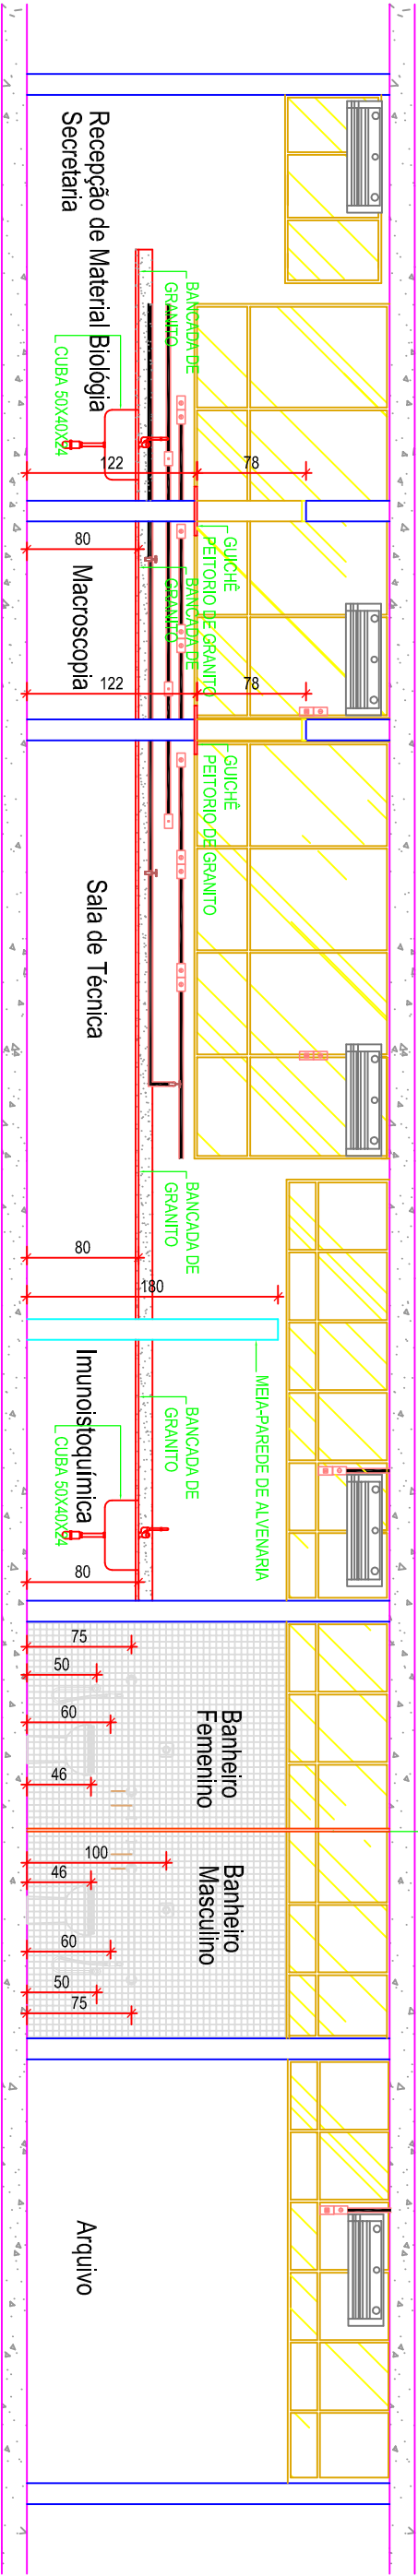 Recepção de Material Biológia
Secretaria
BANCADA DE
GRANITO
CUBA 50X40X24
122
78
80
GUICHÊ
PEITORIO DE GRANITO
BANCADA DE
GRANITO
Macroscopia
122
78
GUICHÊ
PEITORIO DE GRANITO
Sala de Técnica
BANCADA DE
GRANITO
80
180
MEIA-PAREDE DE ALVENARIA
Imunoistoquímica
BANCADA DE
GRANITO
CUBA 50X40X24
80
75
50
60
46
Banheiro
Femenino
100
46
Banheiro
Masculino
60
50
75
Arquivo